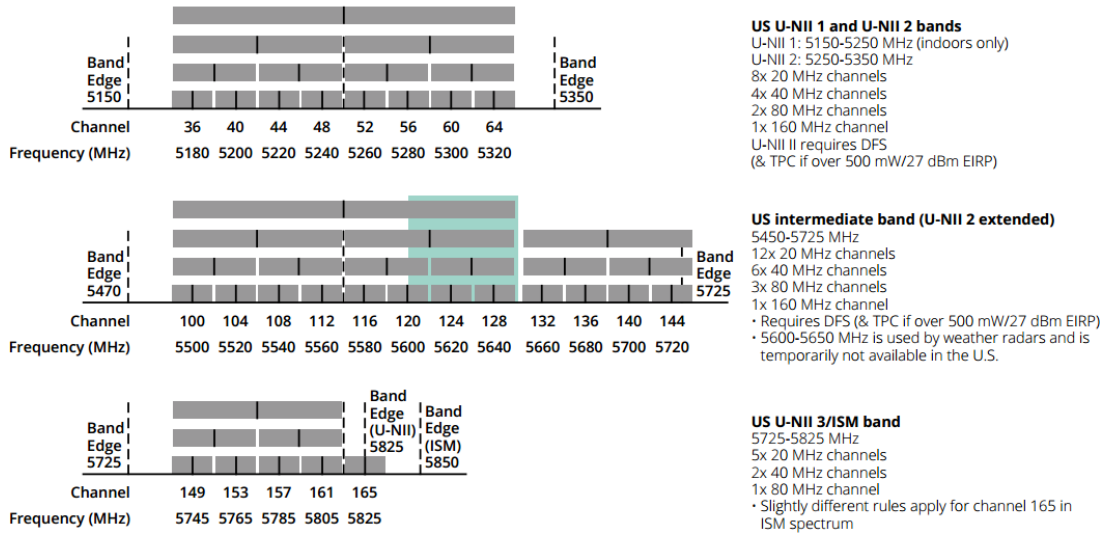 Band
Edge
5150
Band
Edge
5350
Channel 36 40 44 48 52 56 60 64
Frequency (MHz) 5180 5200 5220 5240 5260 5280 5300 5320
US U-NII 1 and U-NII 2 bands
U-NII 1: 5150-5250 MHz (indoors only)
U-NII 2: 5250-5350 MHz
8x 20 MHz channels
4x 40 MHz channels
2x 80 MHz channels
1x 160 MHz channel
U-NII II requires DFS
(& TPC if over 500 mW/27 dBm EIRP)
Band
Edge
5470
Band
Edge
5725
Channel 100 104 108 112 116 120 124 128 132 136 140 144
Frequency (MHz) 5500 5520 5540 5560 5580 5600 5620 5640 5660 5680 5700 5720
US intermediate band (U-NII 2 extended)
5450-5725 MHz
12x 20 MHz channels
6x 40 MHz channels
3x 80 MHz channels
1x 160 MHz channel
· Requires DFS (& TPC if over 500 mW/27 dBm EIRP)
· 5600-5650 MHz is used by weather radars and is
temporarily not available in the U.S.
Band
Edge
5725
Band
Edge
(U-NII)
5825
Band
Edge
(ISM)
5850
Channel 149 153 157 161 165
Frequency (MHz) 5745 5765 5785 5805 5825
US U-NII 3/ISM band
5725-5825 MHz
5x 20 MHz channels
2x 40 MHz channels
1x 80 MHz channel
· Slightly different rules apply for channel 165 in
ISM spectrum